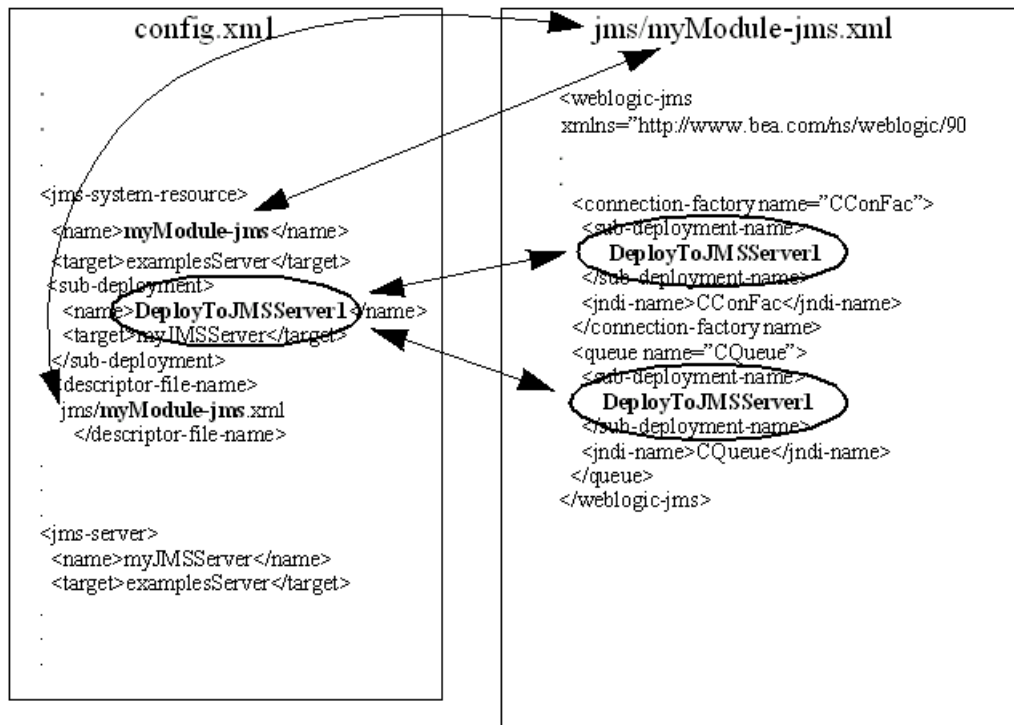 config.xml
.
.
.
<jms-system-resource>
<name>myModule-jms</name>
<target>examplesServer</target>
<sub-deployment>
<name>DeployToJMSServer1</name>
<target>myJMSServer</target>
</sub-deployment>
descriptor-file-name>
jms/myModule-jms.xml
</descriptor-file-name>
.
.
<jms-server>
<name>myJMSServer</name>
<target>examplesServer</target>
.
.
.
jms/myModule-jms.xml
<weblogic-jms
xmlns=”http://www.bea.com/ns/weblogic/90
.
.
<connection-factory name=”CConFac”>
<sub-deployment-name>
DeployToJMSServer1
</sub-deployment-name>
<jndi-name>CConFac</jndi-name>
</connection-factory name>
<queue name=”CQueue”>
<sub-deployment-name>
DeployToJMSServer1
</sub-deployment-name>
<jndi-name>CQueue</jndi-name>
</queue>
</weblogic-jms>